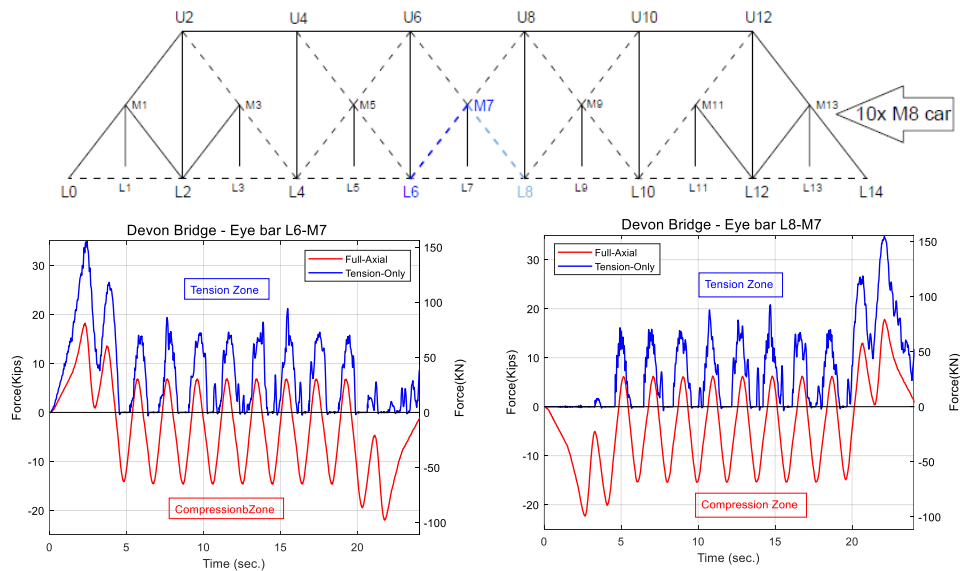 U2 U4 U6 U8 U10 U12
M1 M3 M5 M7 M9 M11 M13 10x M8 car
L0 L1 L2 L3 L4 L5 L6 L7 L8 L9 L10 L11 L12 L13 L14
Devon Bridge - Eye bar L6-M7
Full-Axial
Tension-Only
Tension Zone
CompressionbZone
Force(Kips)
30
20
10
0
-10
-20
Force(KN)
150
100
50
0
-50
-100
0 5 10 15 20
Time (sec.)
Devon Bridge - Eye bar L8-M7
Full-Axial
Tension-Only
Tension Zone
Compression Zone
Force(Kips)
30
20
10
0
-10
-20
Force(KN)
150
100
50
0
-50
-100
0 5 10 15 20
Time (sec.)